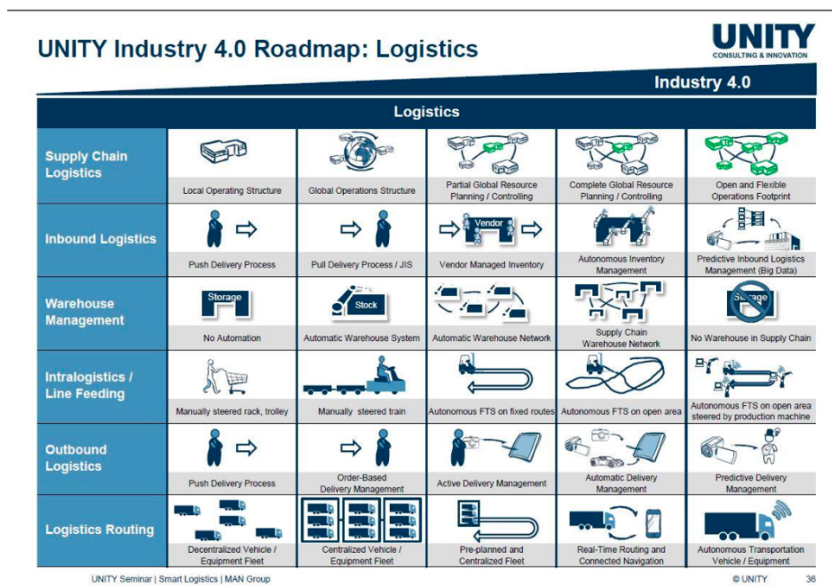 UNITY Industry 4.0 Roadmap: Logistics
UNITY
CONSULTING & INNOVATION
Industry 4.0
Logistics
Supply Chain
Logistics
Local Operating Structure
Global Operations Structure
Partial Global Resource
Planning / Controlling
Complete Global Resource
Planning / Controlling
Open and Flexible
Operations Footprint
Inbound Logistics
Push Delivery Process
Pull Delivery Process / JIS
Vendor
Vendor Managed Inventory
Autonomous Inventory
Management
Predictive Inbound Logistics
Management (Big Data)
Warehouse
Management
Storage
No Automation
Stock
Automatic Warehouse System
Automatic Warehouse Network
Supply Chain
Warehouse Network
Storage
No Warehouse in Supply Chain
Intralogistics /
Line Feeding
Manually steered rack, trolley
Manually steered train
Autonomous FTS on fixed routes
Autonomous FTS on open area
Autonomous FTS on open area
steered by production machine
Outbound
Logistics
Push Delivery Process
Order-Based
Delivery Management
Active Delivery Management
Automatic Delivery
Management
Predictive Delivery
Management
Logistics Routing
Decentralized Vehicle /
Equipment Fleet
Centralized Vehicle /
Equipment Fleet
Pre-planned and
Centralized Fleet
Real-Time Routing and
Connected Navigation
Autonomous Transportation
Vehicle / Equipment
UNITY Seminar | Smart Logistics | MAN Group
© UNITY
36